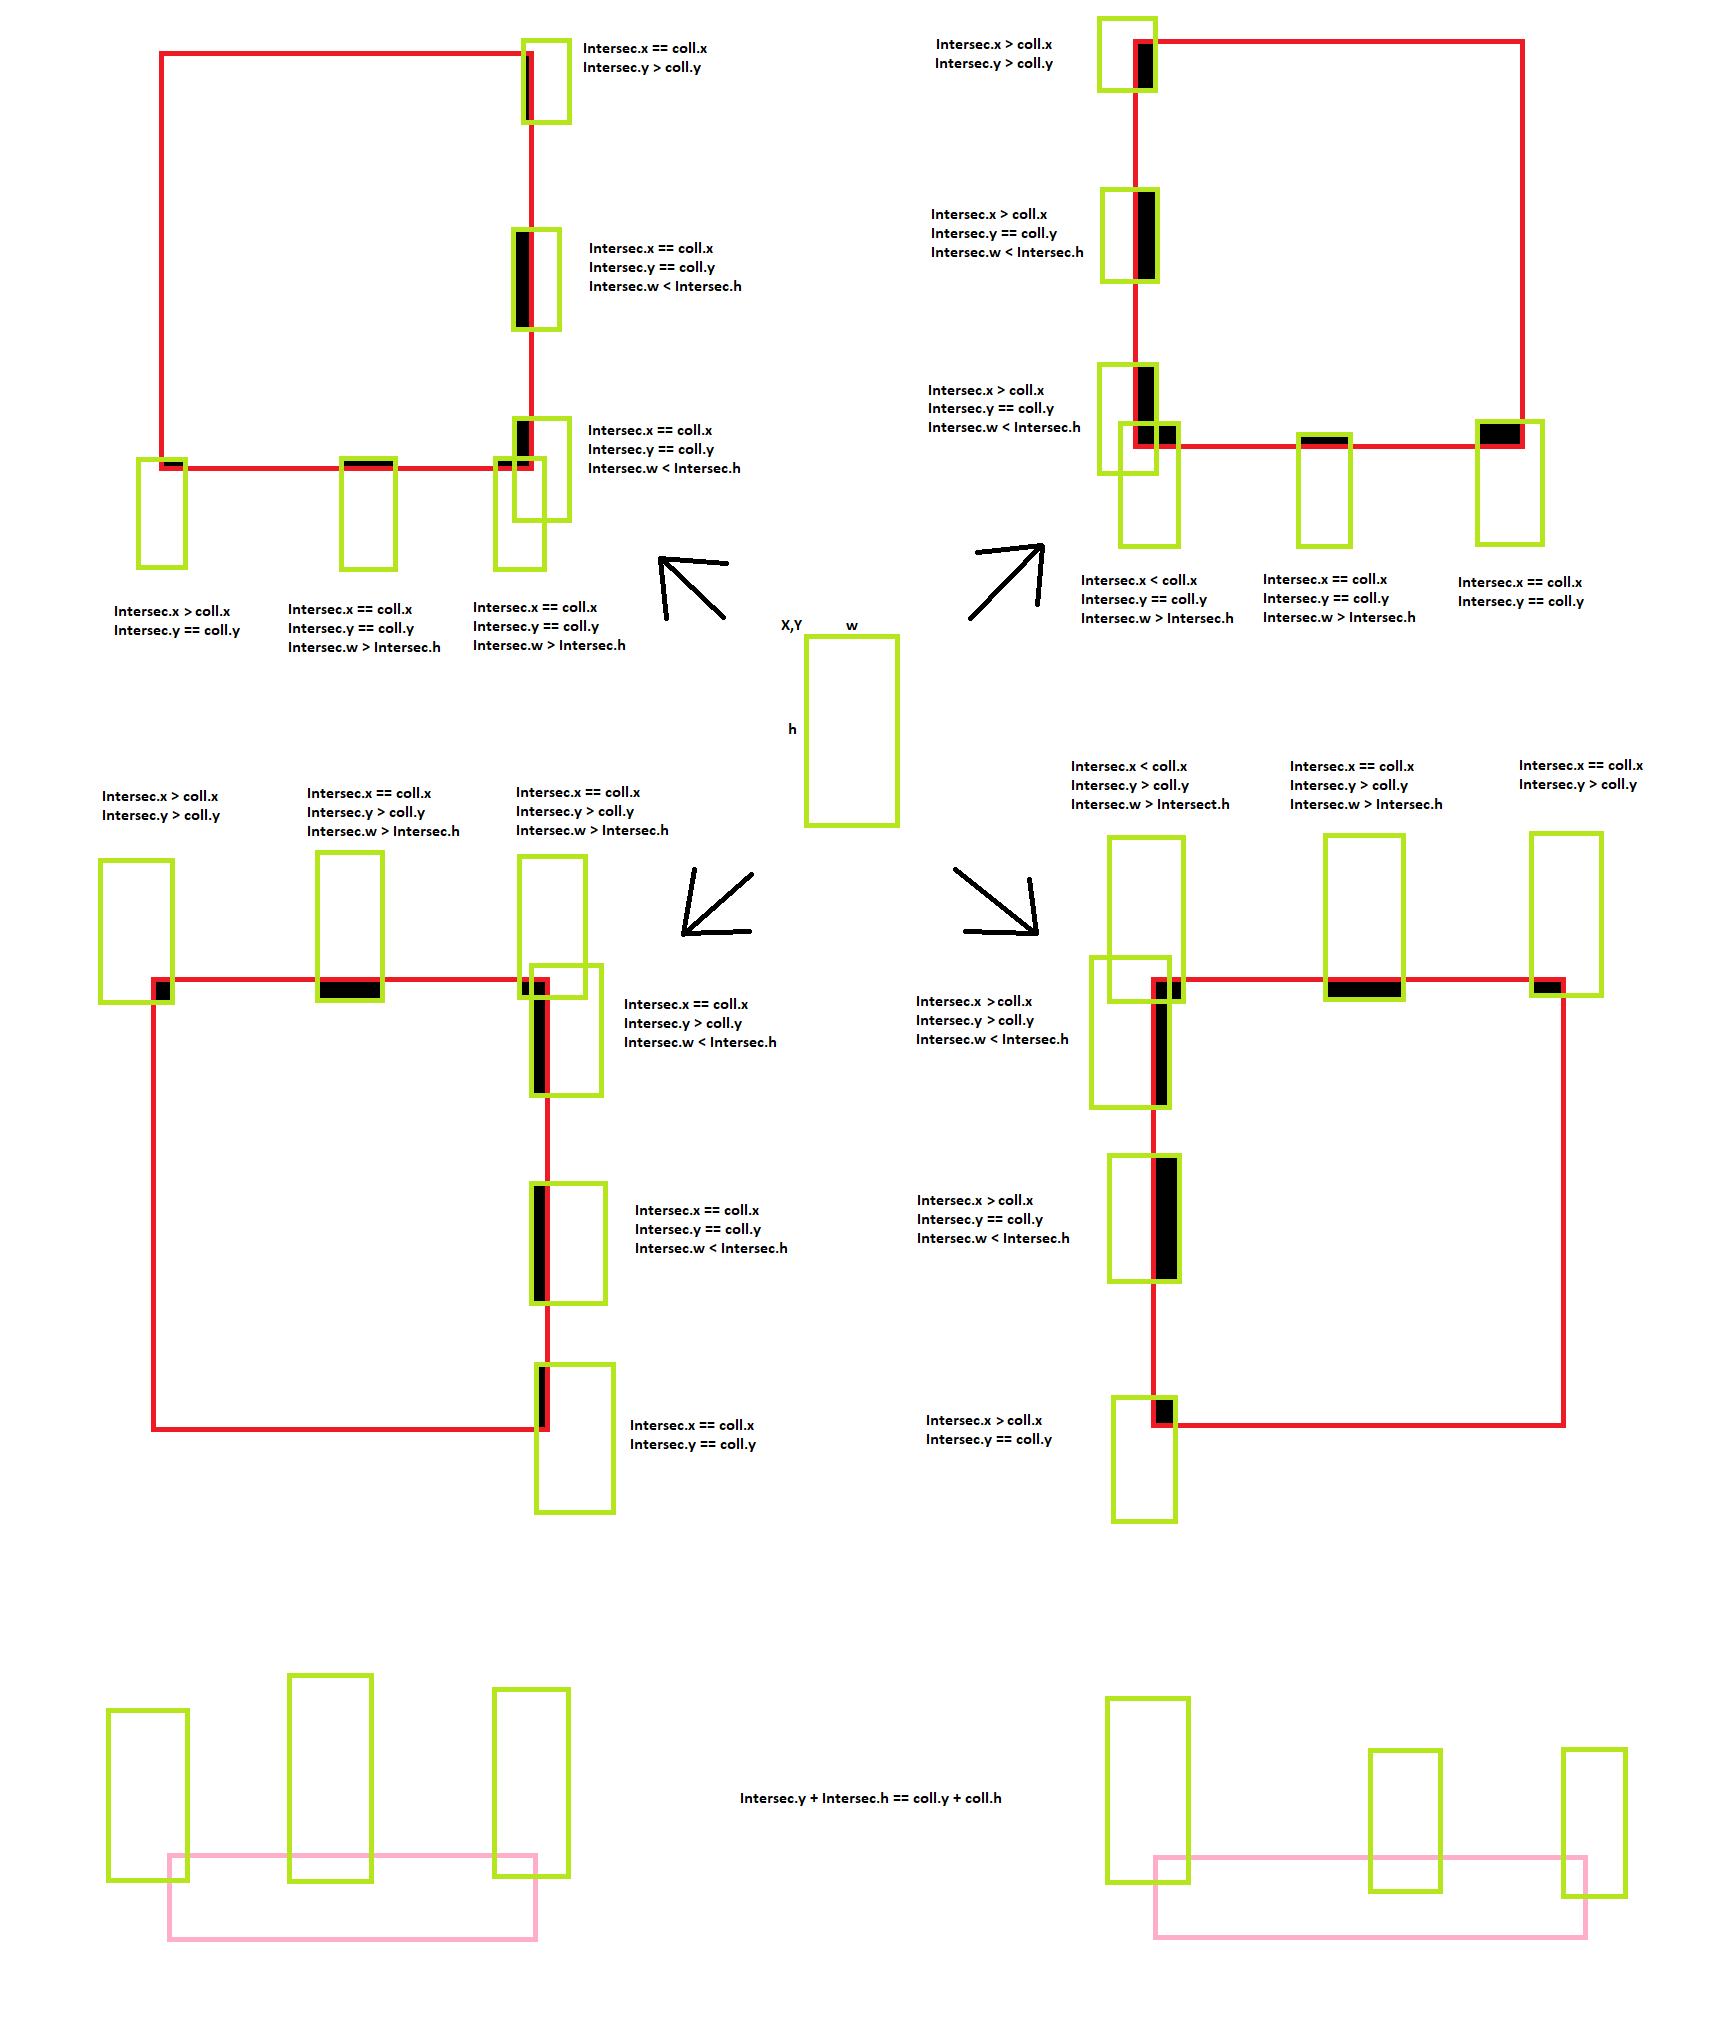 Intersec.x == coll.x
Intersec.y > coll.y
Intersec.x > coll.x
Intersec.y > coll.y
Intersec.x == coll.x
Intersec.y == coll.y
Intersec.w < Intersec.h
Intersec.x > coll.x
Intersec.y == coll.y
Intersec.w < Intersec.h
Intersec.x == coll.x
Intersec.y == coll.y
Intersec.w < Intersec.h
Intersec.x > coll.x
Intersec.y == coll.y
Intersec.w < Intersec.h
Intersec.x > coll.x
Intersec.y == coll.y
Intersec.x == coll.x
Intersec.y == coll.y
Intersec.w > Intersec.h
Intersec.x == coll.x
Intersec.y == coll.y
Intersec.w > Intersec.h
Intersec.x < coll.x
Intersec.y == coll.y
Intersec.w > Intersec.h
Intersec.x == coll.x
Intersec.y == coll.y
Intersec.w > Intersec.h
Intersec.x == coll.x
Intersec.y == coll.y
X,Y w
h
Intersec.x > coll.x
Intersec.y > coll.y
Intersec.x == coll.x
Intersec.y > coll.y
Intersec.w > Intersec.h
Intersec.x == coll.x
Intersec.y > coll.y
Intersec.w > Intersec.h
Intersec.x < coll.x
Intersec.y > coll.y
Intersec.w > Intersect.h
Intersec.x == coll.x
Intersec.y > coll.y
Intersec.w > Intersec.h
Intersec.x == coll.x
Intersec.y > coll.y
Intersec.x == coll.x
Intersec.y > coll.y
Intersec.w < Intersec.h
Intersec.x > coll.x
Intersec.y > coll.y
Intersec.w < Intersec.h
Intersec.x == coll.x
Intersec.y == coll.y
Intersec.w < Intersec.h
Intersec.x > coll.x
Intersec.y == coll.y
Intersec.w < Intersec.h
Intersec.x == coll.x
Intersec.y == coll.y
Intersec.x > coll.x
Intersec.y == coll.y
Intersec.y + Intersec.h == coll.y + coll.h